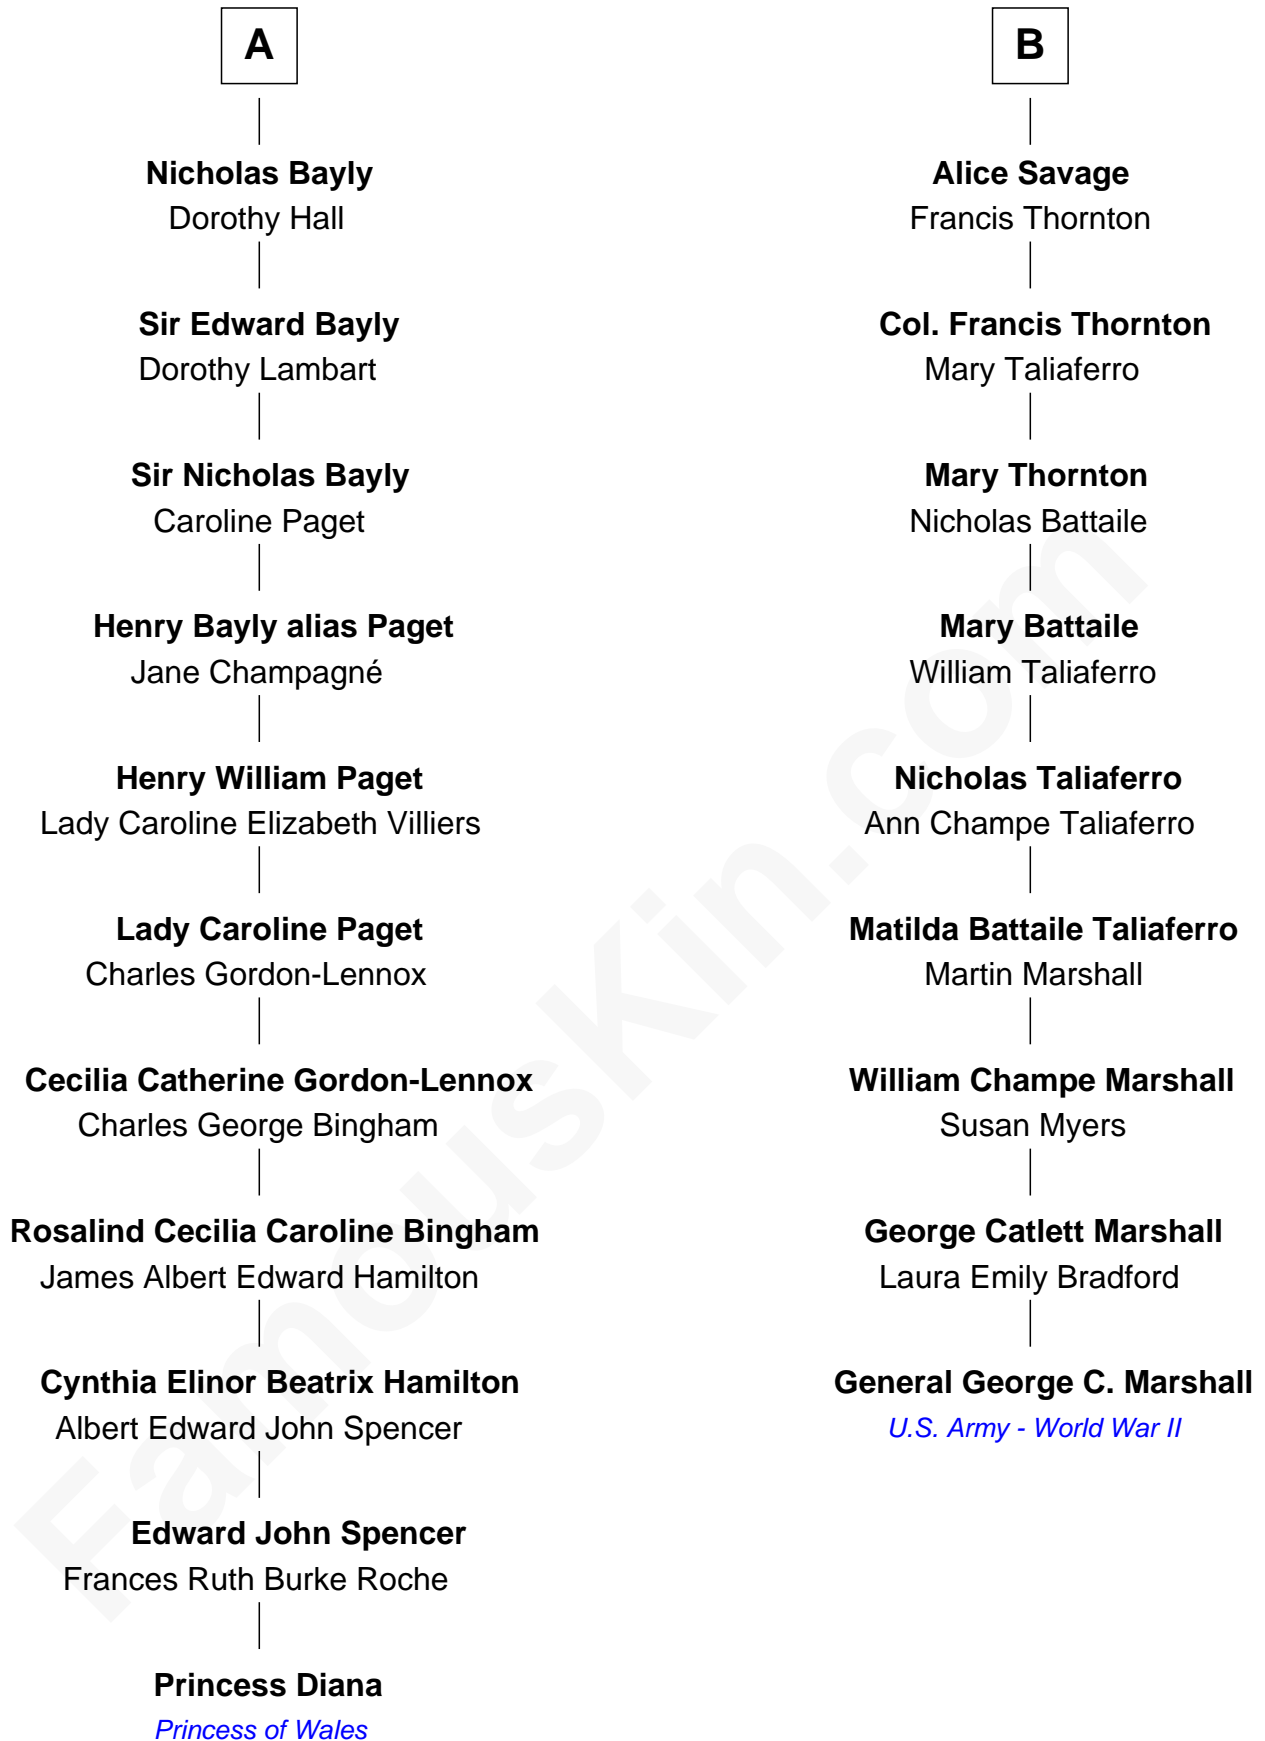 A
Nicholas Bayly
Dorothy Hall
Sir Edward Bayly
Dorothy Lambart
Sir Nicholas Bayly
Caroline Paget
Henry Bayly alias Paget
Jane Champagné
Henry William Paget
Lady Caroline Elizabeth Villiers
Lady Caroline Paget
Charles Gordon-Lennox
Cecilia Catherine Gordon-Lennox
Charles George Bingham
Rosalind Cecilia Caroline Bingham
James Albert Edward Hamilton
Cynthia Elinor Beatrix Hamilton
Albert Edward John Spencer
Edward John Spencer
Frances Ruth Burke Roche
Princess Diana
Princess of Wales
B
Alice Savage
Francis Thornton
Col. Francis Thornton
Mary Taliaferro
Mary Thornton
Nicholas Battaile
Mary Battaile
William Taliaferro
Nicholas Taliaferro
Ann Champe Taliaferro
Matilda Battaile Taliaferro
Martin Marshall
William Champe Marshall
Susan Myers
George Catlett Marshall
Laura Emily Bradford
General George C. Marshall
U.S. Army - World War II
FamousKin.com